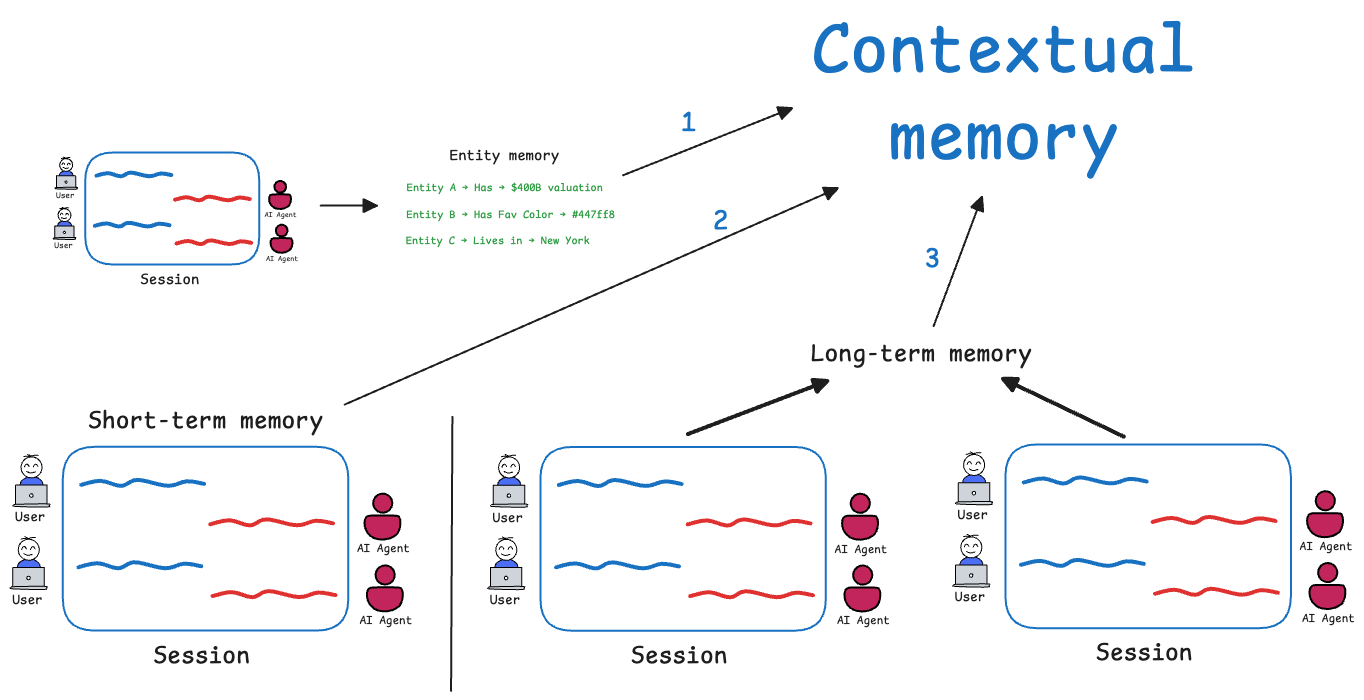 Contextual
memory
1
Entity memory
User
Entity A → Has → $400B valuation
AI Agent
2
Entity B → Has Fav Color → #447ff8
User
Entity C → Lives in → New York
AI Agent
3
Session
Long-term memory
Short-term memory
User
User
User
AI Agent
AI Agent
AI Agent
User
User
User
AI Agent
AI Agent
AI Agent
Session
Session
Session